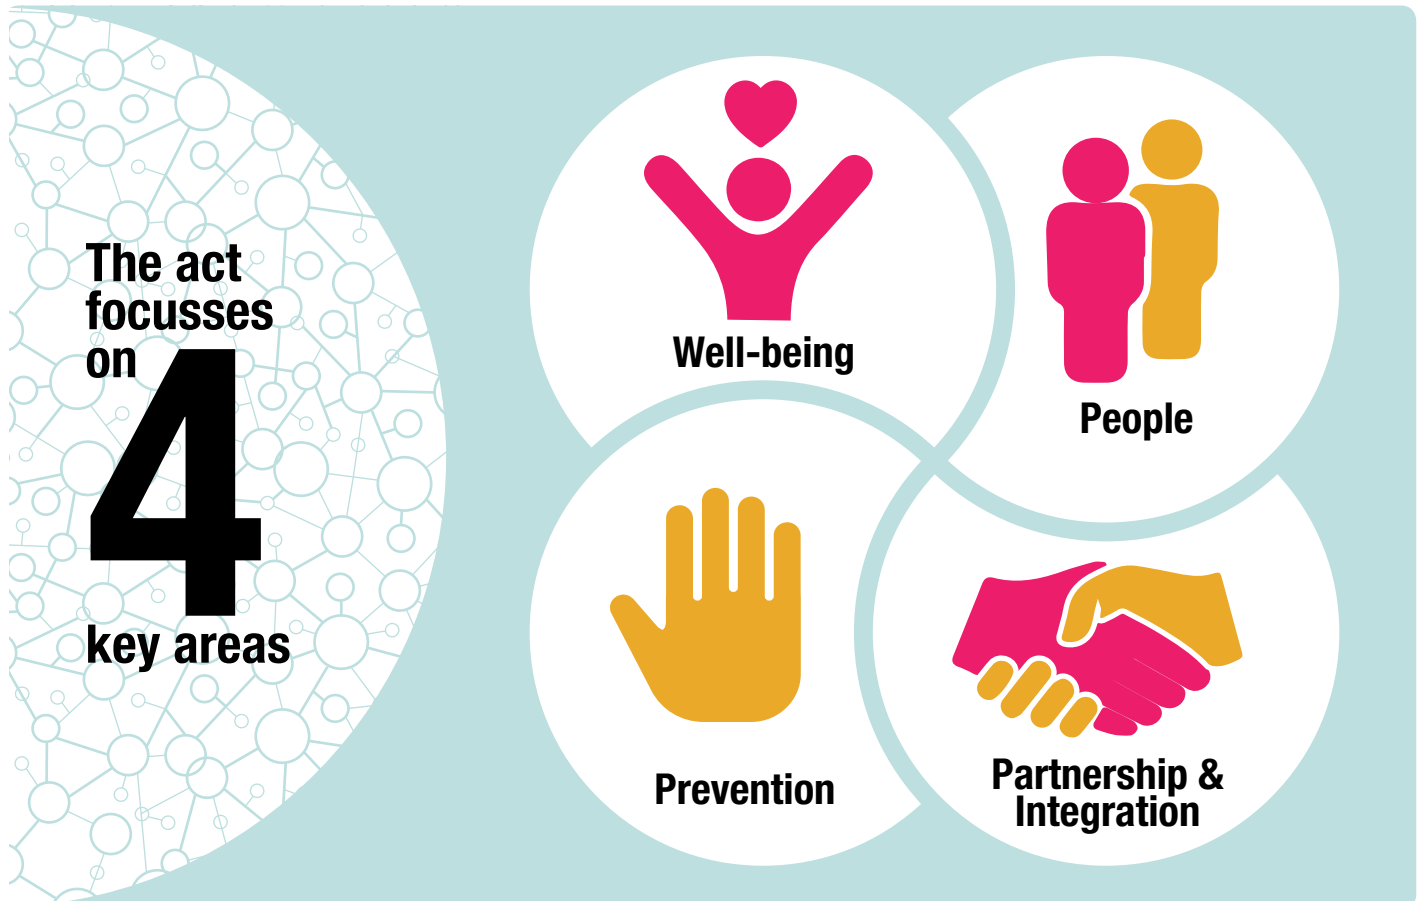 The act
focusses
on
4
key areas
Well-being
People
Prevention
Partnership &
Integration